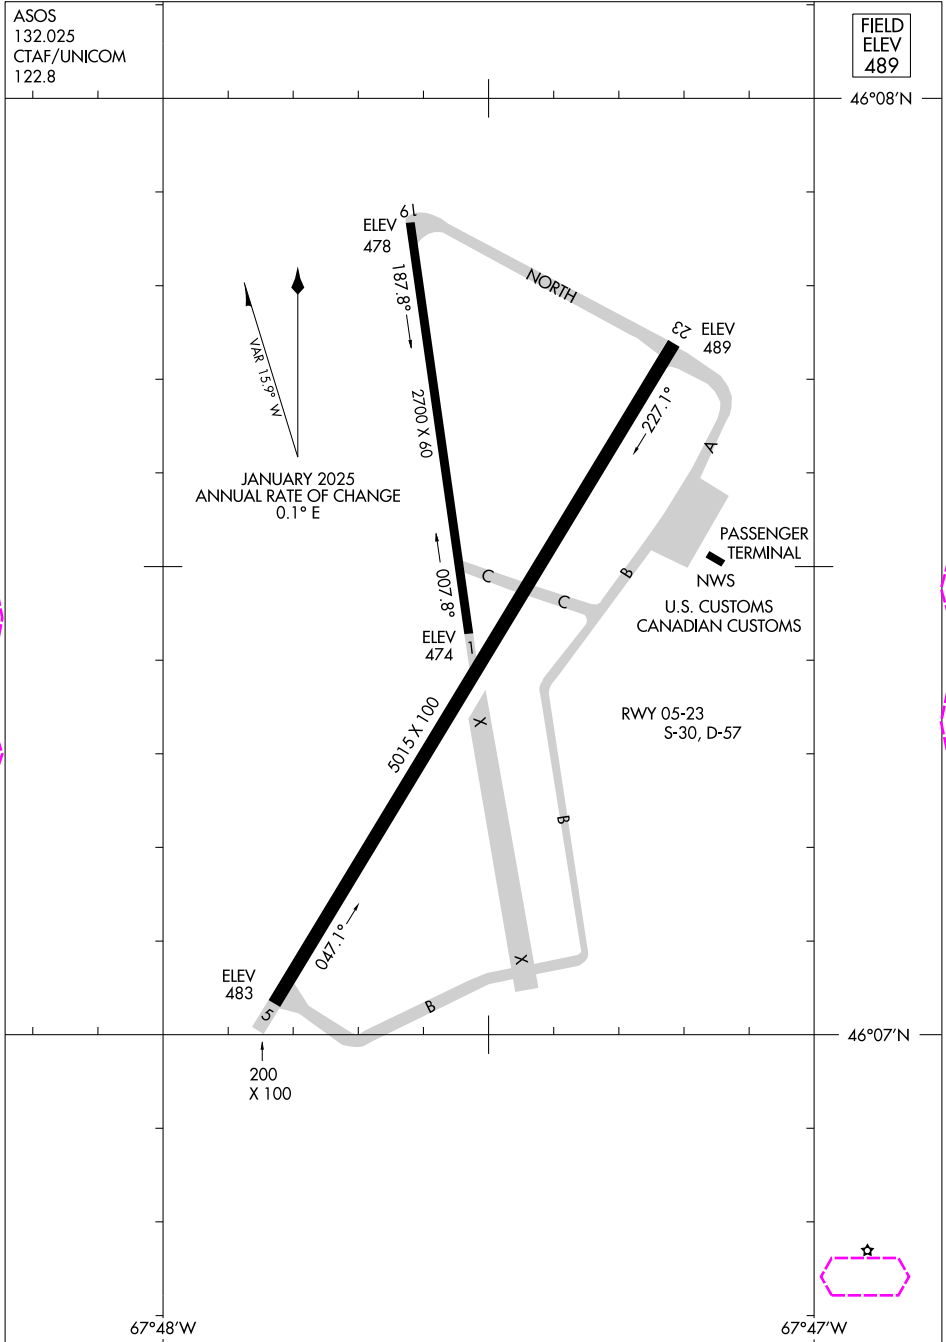 ASOS
132.025
CTAF/UNICOM
122.8
FIELD
ELEV
489
46°08'N
19
ELEV
478
187.8°
NORTH
23
ELEV
489
VAR 15.9° W
2700 X 60
227.1°
A
JANUARY 2025
ANNUAL RATE OF CHANGE
0.1° E
PASSENGER
TERMINAL
007.8°
C
C
B
NWS
U.S. CUSTOMS
CANADIAN CUSTOMS
ELEV
474
1
5015 X 100
X
RWY 05-23
S-30, D-57
B
047.1°
X
ELEV
483
5
B
46°07'N
200
X 100
67°48'W
67°47'W